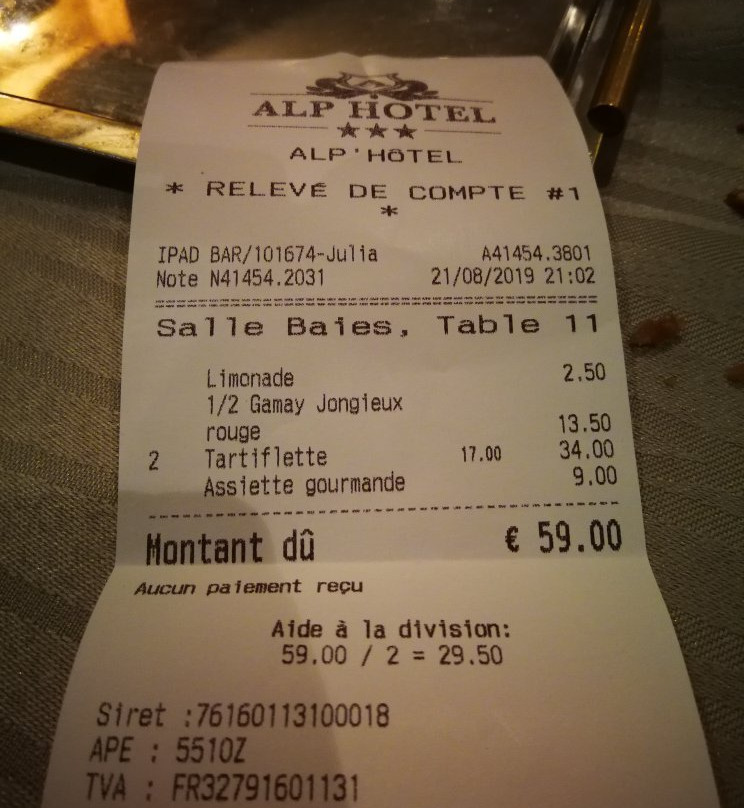 ALP HOTEL
ALP'HôTEL
* RELEVÉ DE COMPTE #1
*
IPAD BAR/101674-Julia A41454.3801
Note N41454.2031 21/08/2019 21:02
Salle Baies, Table 11
Limonade 2.50
1/2 Gamay Jongieux
rouge 13.50
2 Tartiflette 17.00 34.00
Assiette gourmande 9.00
Montant dû € 59.00
Aucun paiement reçu
Aide à la division:
59.00 / 2 = 29.50
Siret :76160113100018
APE : 5510Z
TVA : FR32791601131